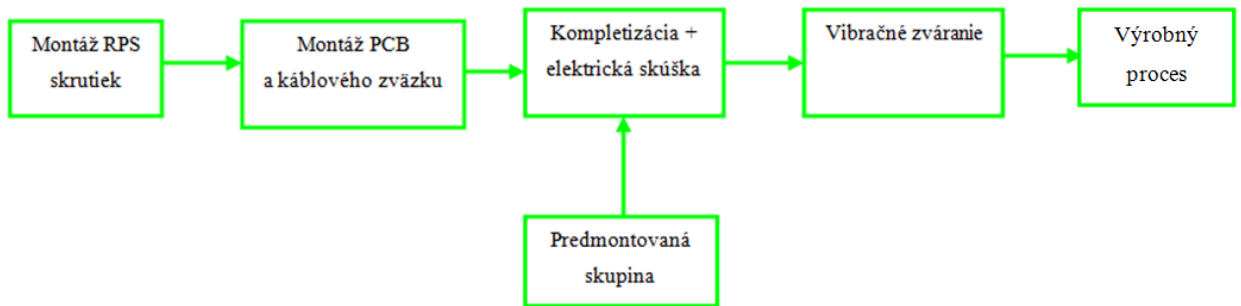 Montáž RPS
skrutiek
Montáž PCB
a káblového zväzku
Kompletizácia +
elektrická skúška
Vibračné zváranie
Výrobný
proces
Predmontovaná
skupina